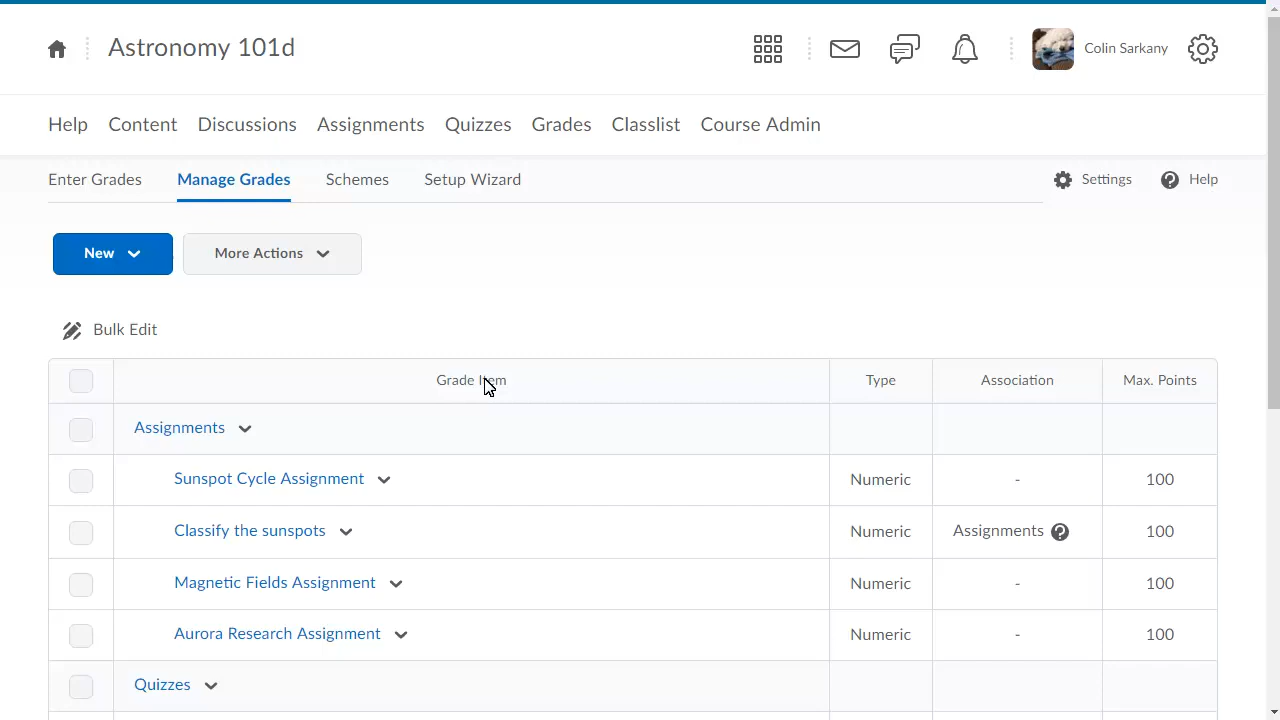 Astronomy 101d
Colin Sarkany
Help Content Discussions Assignments Quizzes Grades Classlist Course Admin
Enter Grades Manage Grades Schemes Setup Wizard Settings Help
New More Actions
Bulk Edit
Grade Item Type Association Max. Points
Assignments
Sunspot Cycle Assignment Numeric - 100
Classify the sunspots Numeric Assignments 100
Magnetic Fields Assignment Numeric - 100
Aurora Research Assignment Numeric - 100
Quizzes